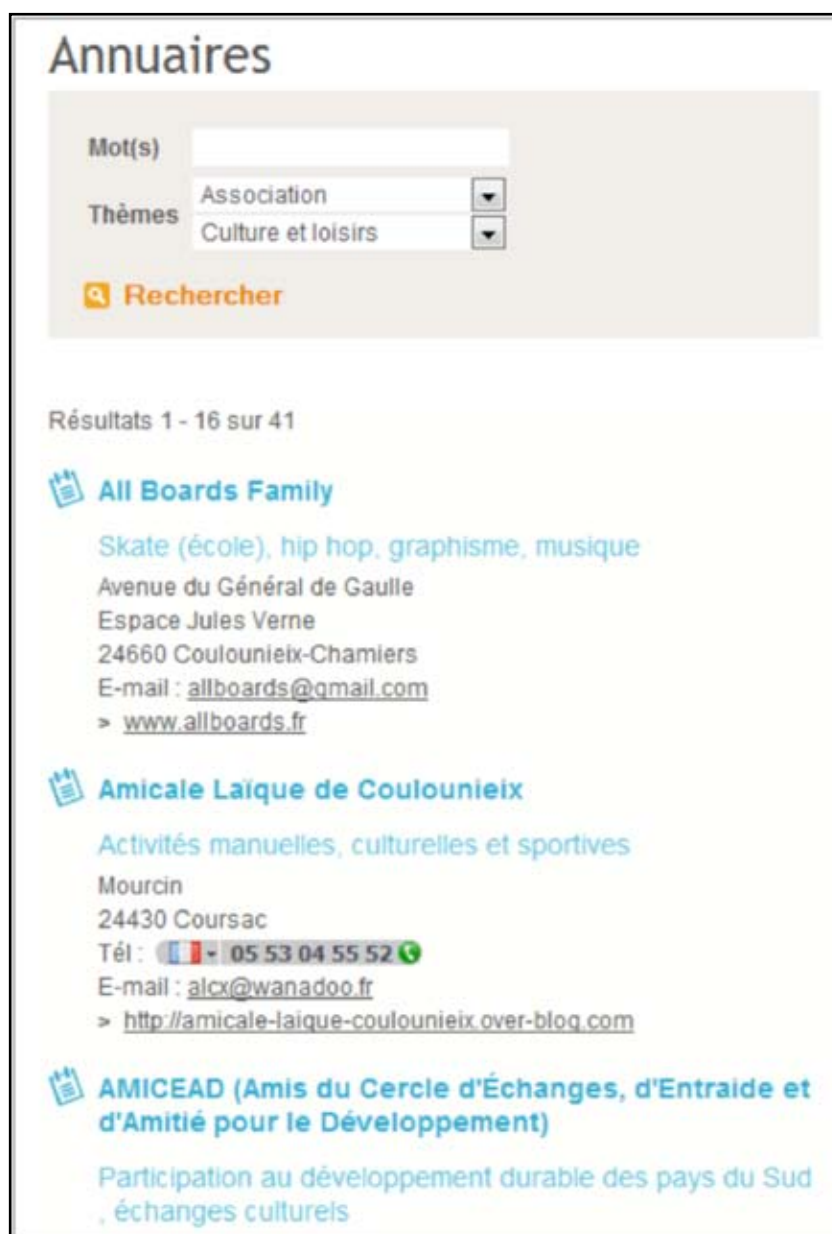 Annuaires
Mot(s)
Thèmes
Association
Culture et loisirs
Rechercher
Résultats 1 - 16 sur 41
All Boards Family
Skate (école), hip hop, graphisme, musique
Avenue du Général de Gaulle
Espace Jules Verne
24660 Coulounieix-Chamiers
E-mail : allboards@gmail.com
» www.allboards.fr
Amicale Laïque de Coulounieix
Activités manuelles, culturelles et sportives
Mourcin
24430 Coursac
Tél : 05 53 04 55 52
E-mail : alcx@wanadoo.fr
» http://amicale-laique-coulounieix.over-blog.com
AMICEAD (Amis du Cercle d'Échanges, d'Entraide et
d'Amitié pour le Développement)
Participation au développement durable des pays du Sud
, échanges culturels